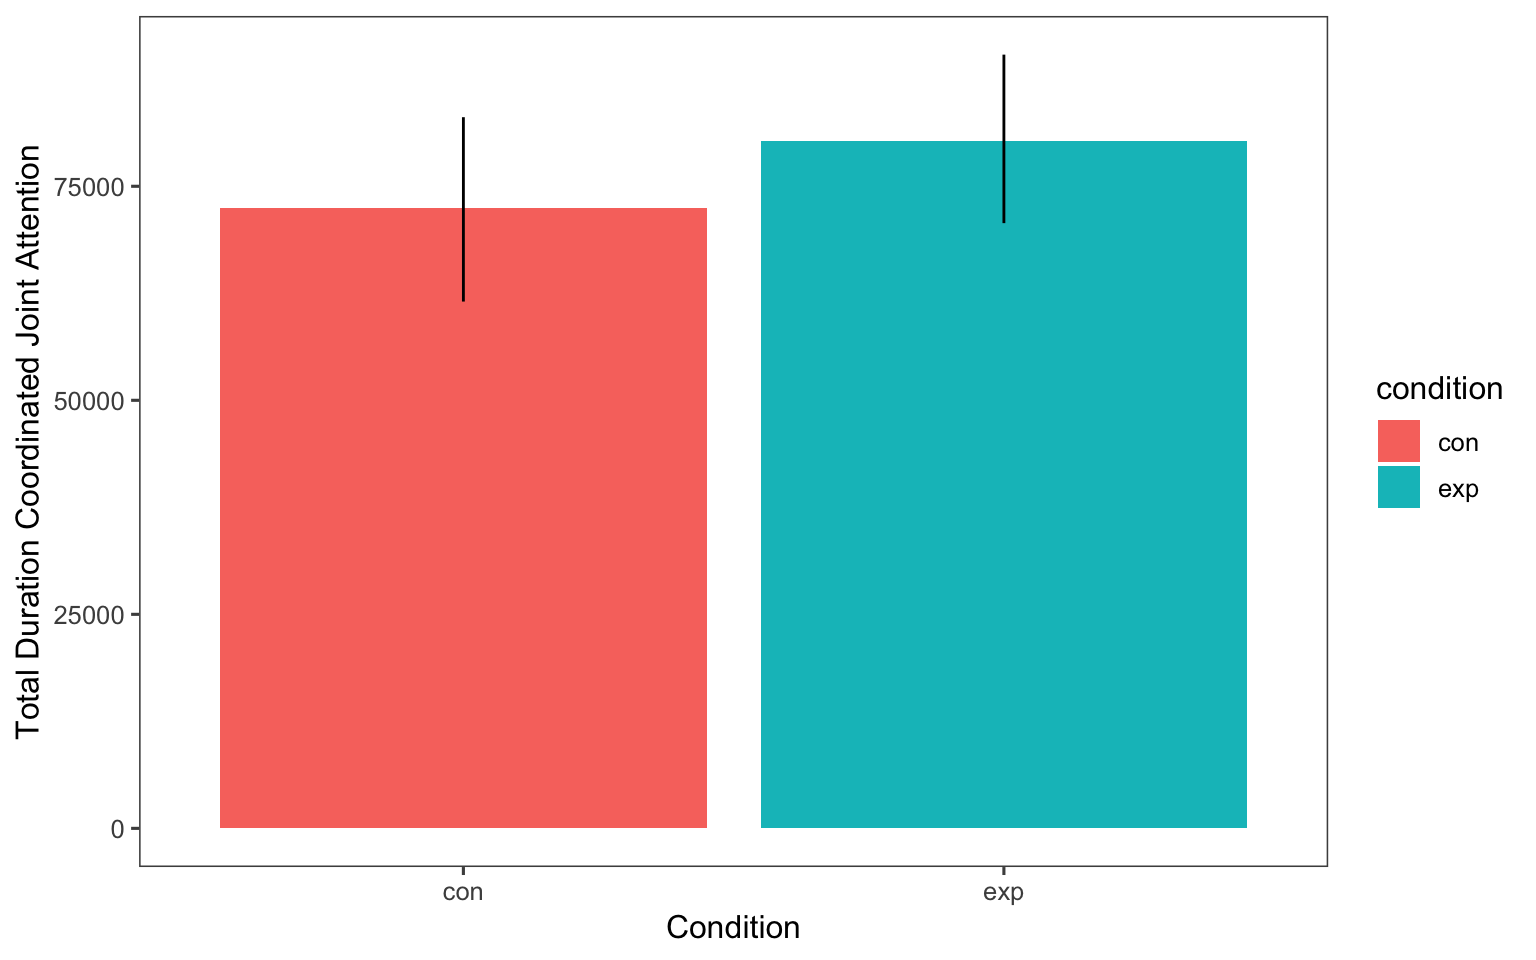 Total Duration Coordinated Joint Attention
75000
50000
25000
0
con
exp
Condition
condition
con
exp